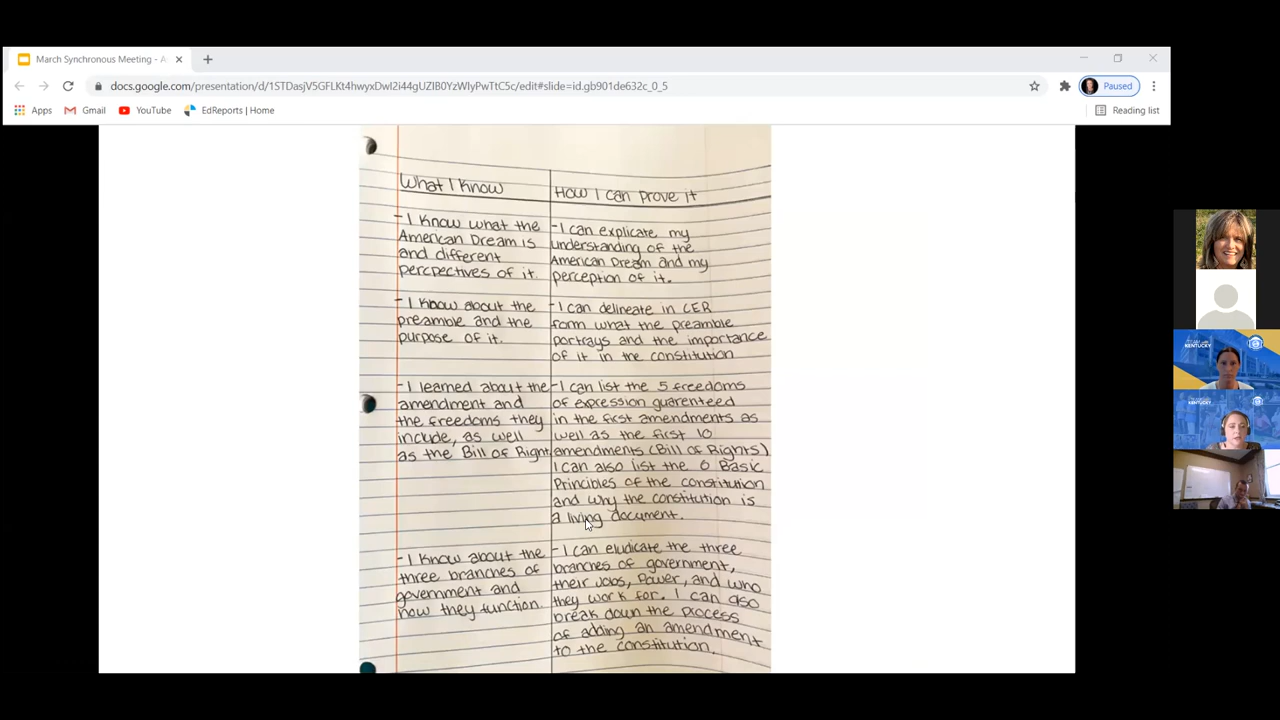 March Synchronous Meeting - A
docs.google.com/presentation/d/1STDasjV5GFLKt4hwyxDwI2i44gUZIB0YzWIyPwTtC5c/edit#slide=id.gb901de632c_0_5
Paused
Apps
Gmail
YouTube
EdReports | Home
Reading list
What I know
How I can prove it
- I know what the
American Dream is
and different
percpectives of it.
- I can explicate my
understanding of the
American Dream and my
perception of it.
- I know about the
preamble and the
purpose of it.
- I can delineate in CER
form what the preamble
portrays and the importance
of it in the constitution
- I learned about the
amendment and
the freedoms they
include, as well
as the Bill of Right
- I can list the 5 freedoms
of expression guarenteed
in the first amendments as
well as the first 10
amendments (Bill of Rights)
I can also list the 6 Basic
Principles of the constitution
and why the constitution is
a living document.
- I know about the
three branches of
government and
how they function.
- I can eludicate the three
branches of government,
their jobs, Power, and who
they work for. I can also
break down the process
of adding an amendment
to the constitution.
KENTUCKY